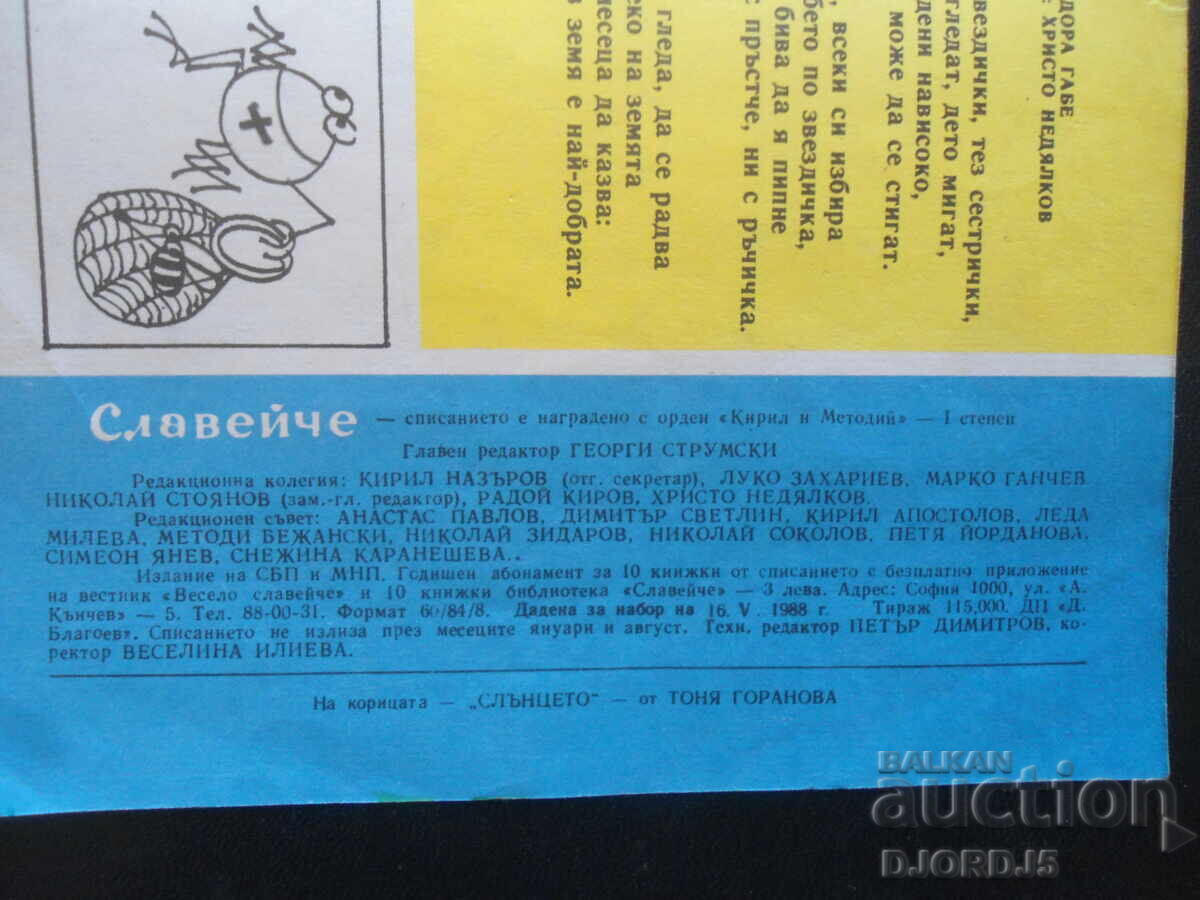 ДОРА ГАБЕ
: ХРИСТО НЕДЯЛКОВ
вездички, тез сестрички,
гледат, дето мигат,
дени нависоко,
може да се стигат.
, всеки си избира
бето по звездичка,
бива да я пипне
с пръстче, ни с ръчичка.
гледа, да се радва
еко на земята
месеца да казва:
з земя е най-добрата.
Славейче — списанието е наградено с орден «Кирил и Методий» — I степен
Главен редактор ГЕОРГИ СТРУМСКИ
Редакционна колегия: КИРИЛ НАЗЪРОВ (отг. секретар), ЛУКО ЗАХАРИЕВ, МАРКО ГАНЧЕВ
НИКОЛАЙ СТОЯНОВ (зам.-гл. редактор), РАДОЙ КИРОВ, ХРИСТО НЕДЯЛКОВ.
Редакционен съвет: АНАСТАС ПАВЛОВ, ДИМИТЪР СВЕТЛИН, КИРИЛ АПОСТОЛОВ, ЛЕДА
МИЛЕВА, МЕТОДИ БЕЖАНСКИ, НИКОЛАЙ ЗИДАРОВ, НИКОЛАЙ СОКОЛОВ, ПЕТЯ ЙОРДАНОВА,
СИМЕОН ЯНЕВ, СНЕЖИНА КАРАНЕШЕВА..
Издание на СБП и МНП. Годишен абонамент за 10 книжки от списанието с безплатно приложение
на вестник «Весело славейче» и 10 книжки библиотека «Славейче» — 3 лева. Адрес: София 1000, ул. «А.
Кънчев» — 5. Тел. 88-00-31. Формат 60/84/8. Дадена за набор на 16. V. 1988 г. Тираж 115,000. ДП «Д.
Благоев». Списанието не излиза през месеците януари и август. Техн. редактор ПЕТЪР ДИМИТРОВ, ко-
ректор ВЕСЕЛИНА ИЛИЕВА.
На корицата — „СЛЪНЦЕТО“ — от ТОНЯ ГОРАНОВА
BALKAN
auction
DJORDJ5